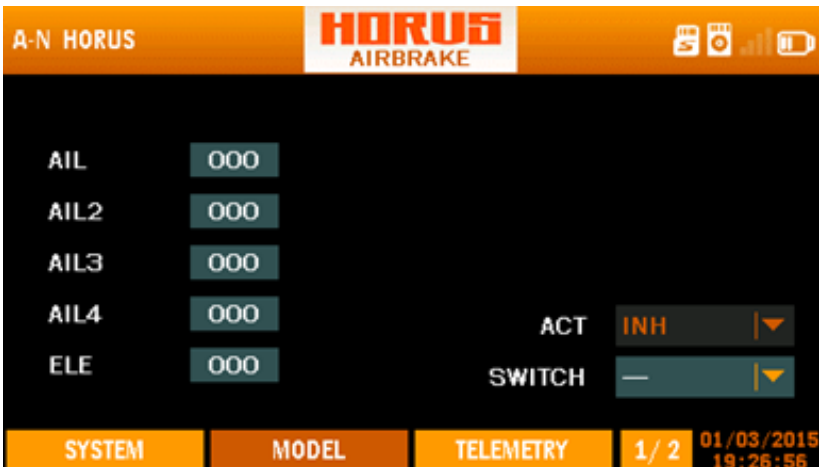 A-N HORUS
HORUS
AIRBRAKE
AIL 000
AIL2 000
AIL3 000
AIL4 000
ELE 000
ACT INH
SWITCH —
SYSTEM MODEL TELEMETRY 1/2 01/03/2015
19:26:56